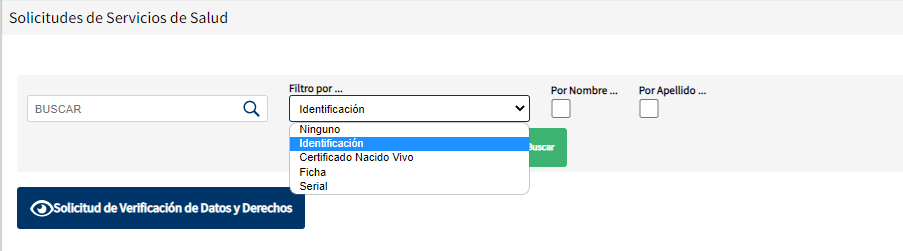 Solicitudes de Servicios de Salud
Filtro por ...
Por Nombre ...
Por Apellido ...
BUSCAR
Identificación
Ninguno
Identificación
Certificado Nacido Vivo
Ficha
Serial
Buscar
Solicitud de Verificación de Datos y Derechos